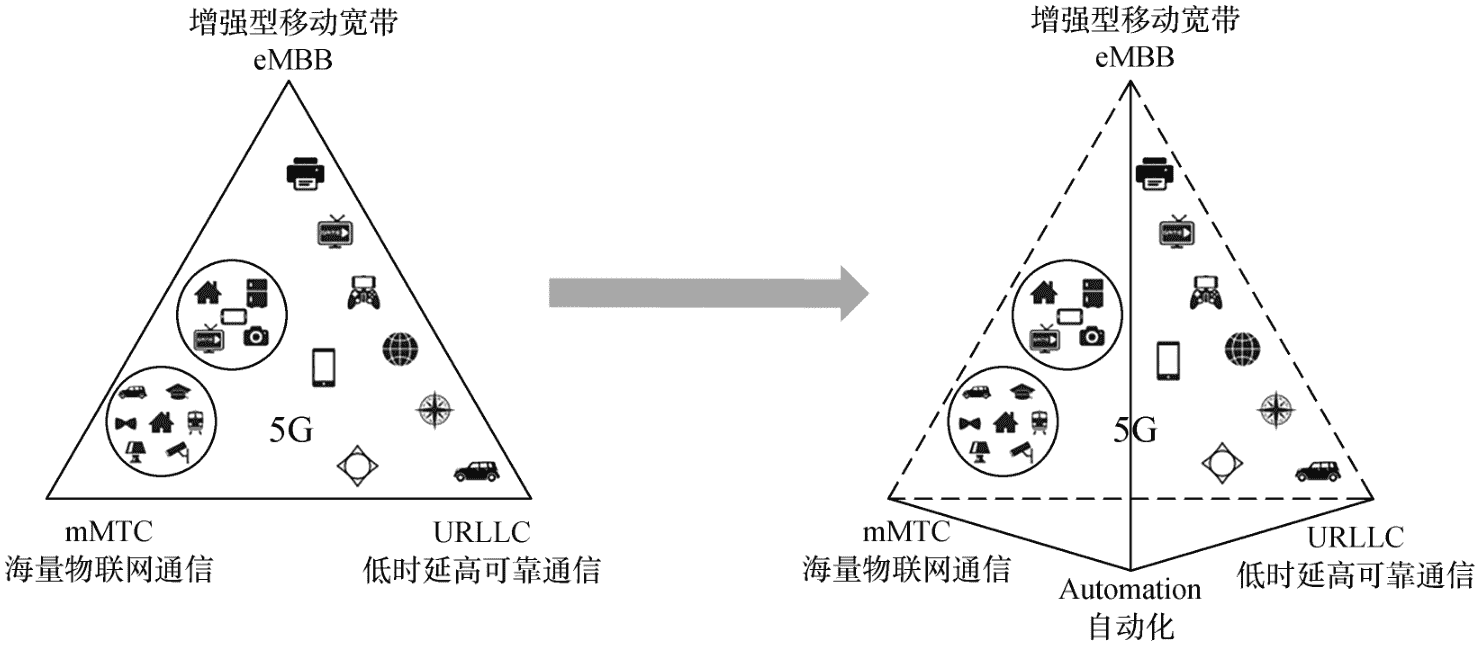 增强型移动宽带
eMBB
5G
mMTC
海量物联网通信
URLLC
低时延高可靠通信
增强型移动宽带
eMBB
5G
mMTC
海量物联网通信
URLLC
低时延高可靠通信
Automation
自动化